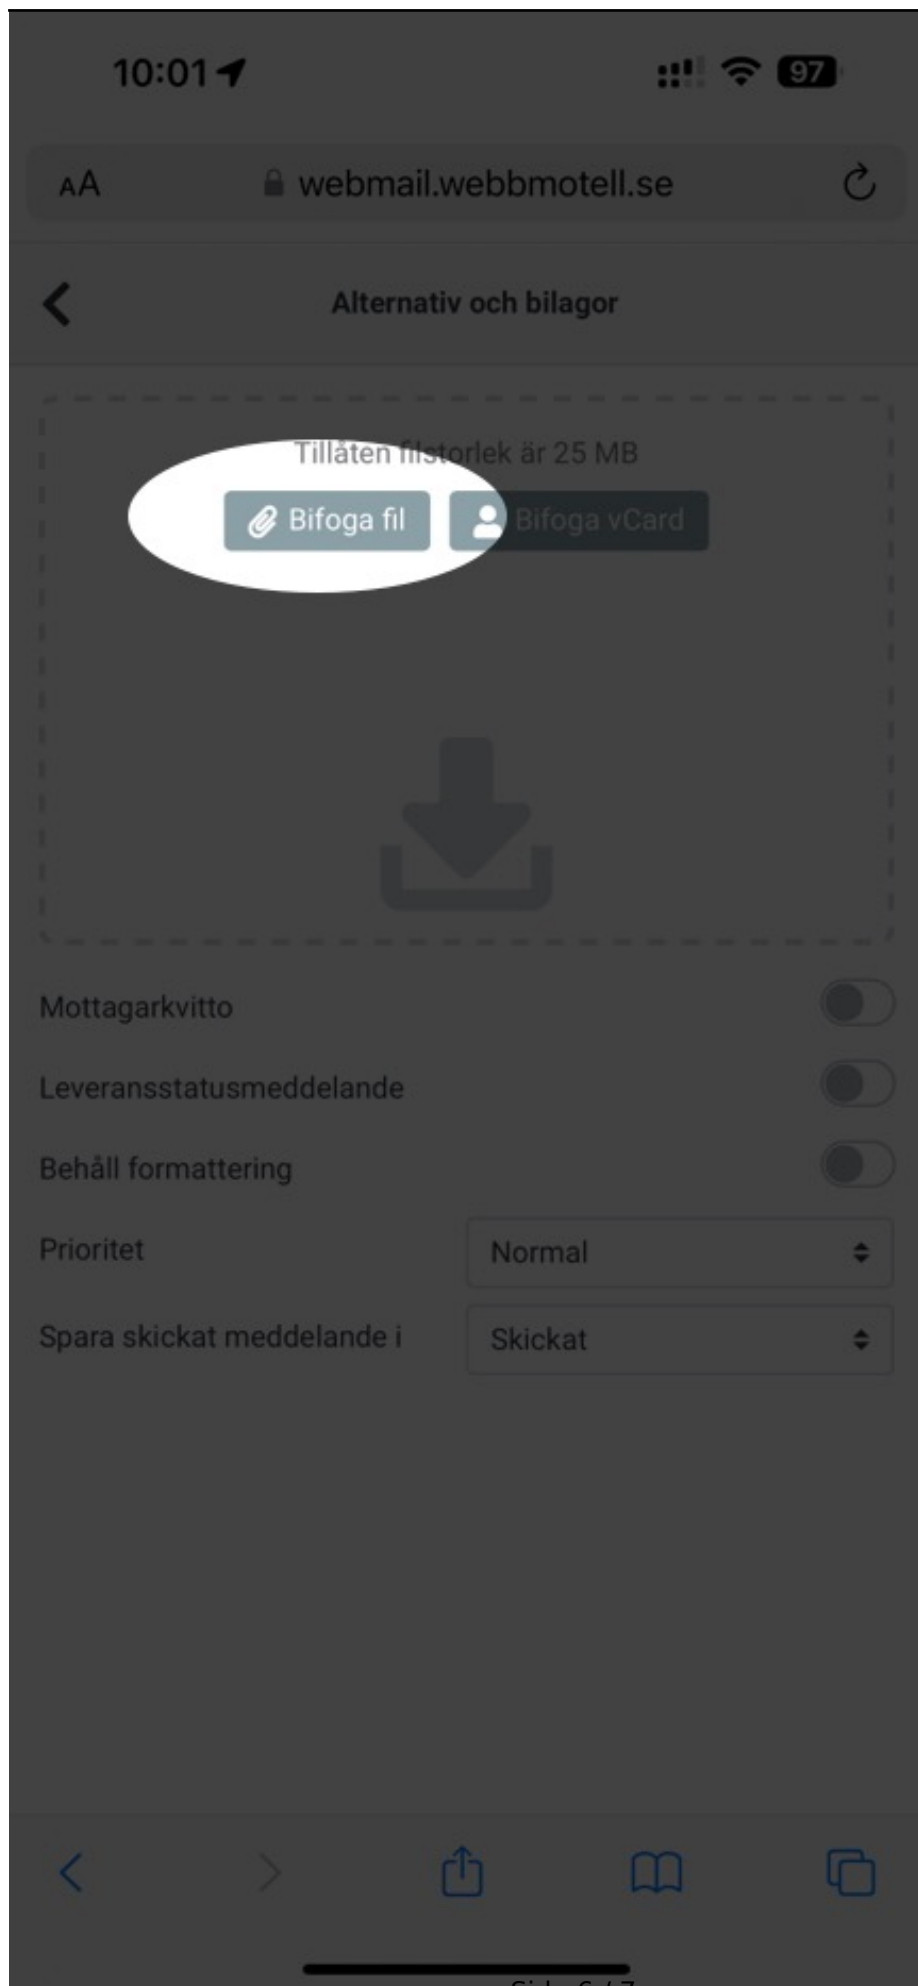 10:01
97
AA webmail.webbmotell.se
Alternativ och bilagor
Tillåten filstorlek är 25 MB
Bifoga fil Bifoga vCard
Mottagarkvitto
Leveransstatusmeddelande
Behåll formattering
Prioritet Normal
Spara skickat meddelande i Skickat